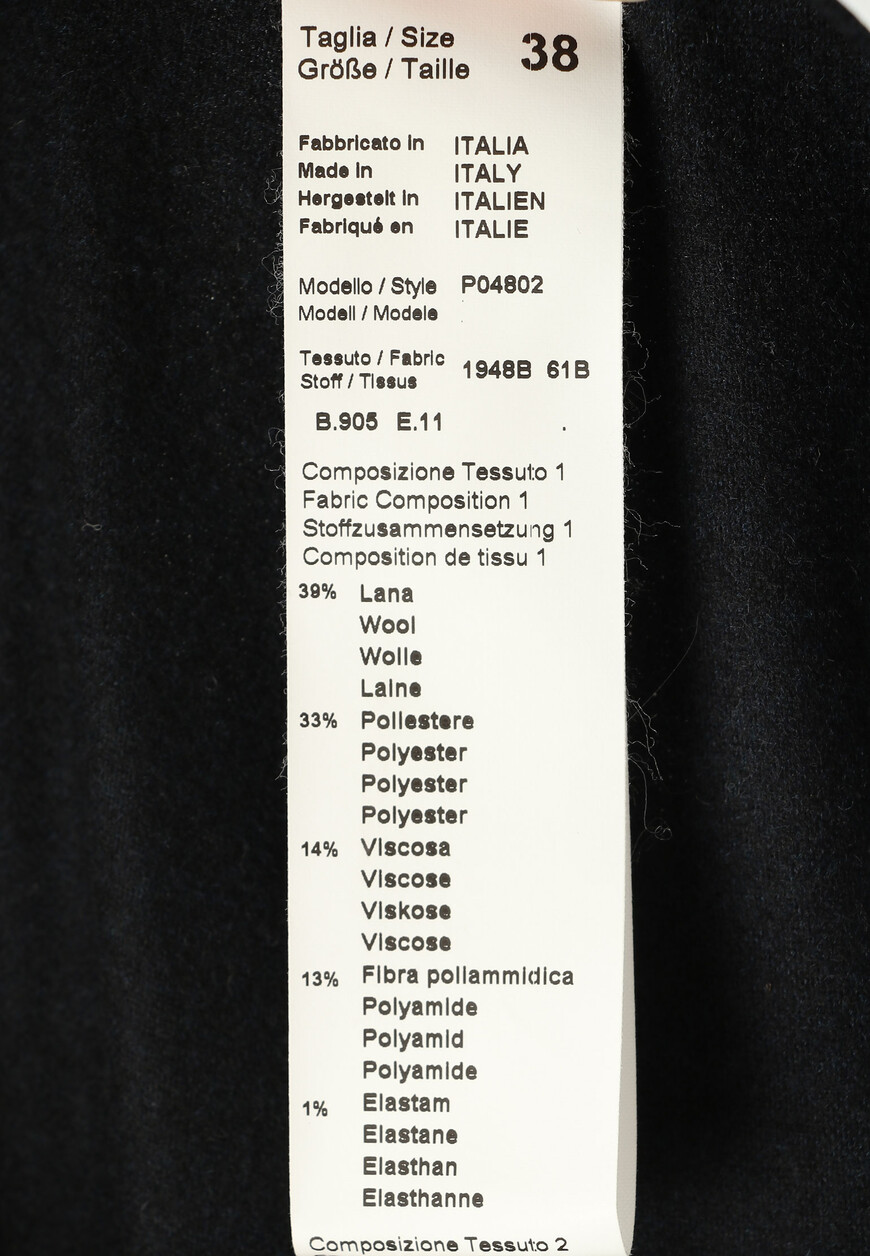 Taglia / Size 38
Größe / Taille
Fabbricato in ITALIA
Made in ITALY
Hergestelt in ITALIEN
Fabriqué en ITALIE
Modello / Style P04802
Modell / Modele
Tessuto / Fabric 1948B 61B
Stoff / Tissus
B.905 E.11
Composizione Tessuto 1
Fabric Composition 1
Stoffzusammensetzung 1
Composition de tissu 1
39% Lana
Wool
Wolle
Laine
33% Poliestere
Polyester
Polyester
Polyester
14% Viscosa
Viscose
Viskose
Viscose
13% Fibra poliammidica
Polyamide
Polyamid
Polyamide
1% Elastam
Elastane
Elasthan
Elasthanne
Composizione Tessuto 2